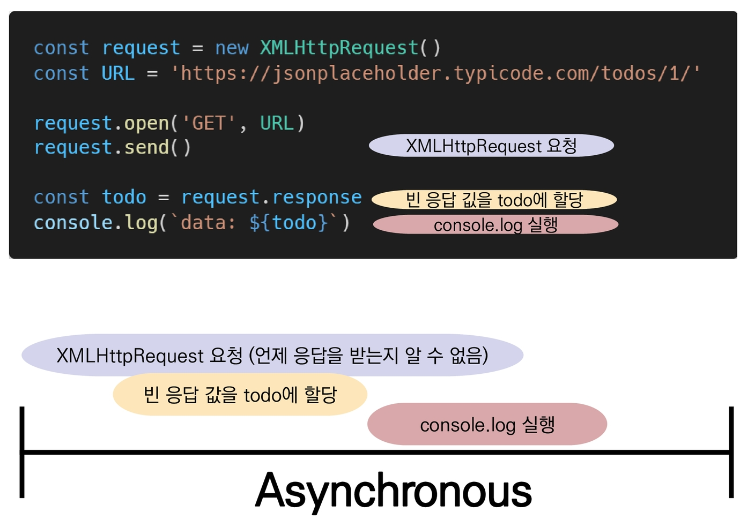 const request = new XMLHttpRequest()
const URL = 'https://jsonplaceholder.typicode.com/todos/1/'
request.open('GET', URL)
request.send()
XMLHttpRequest 요청
const todo = request.response
빈 응답 값을 todo에 할당
console.log(`data: ${todo}`)
console.log 실행
XMLHttpRequest 요청 (언제 응답을 받는지 알 수 없음)
빈 응답 값을 todo에 할당
console.log 실행
Asynchronous